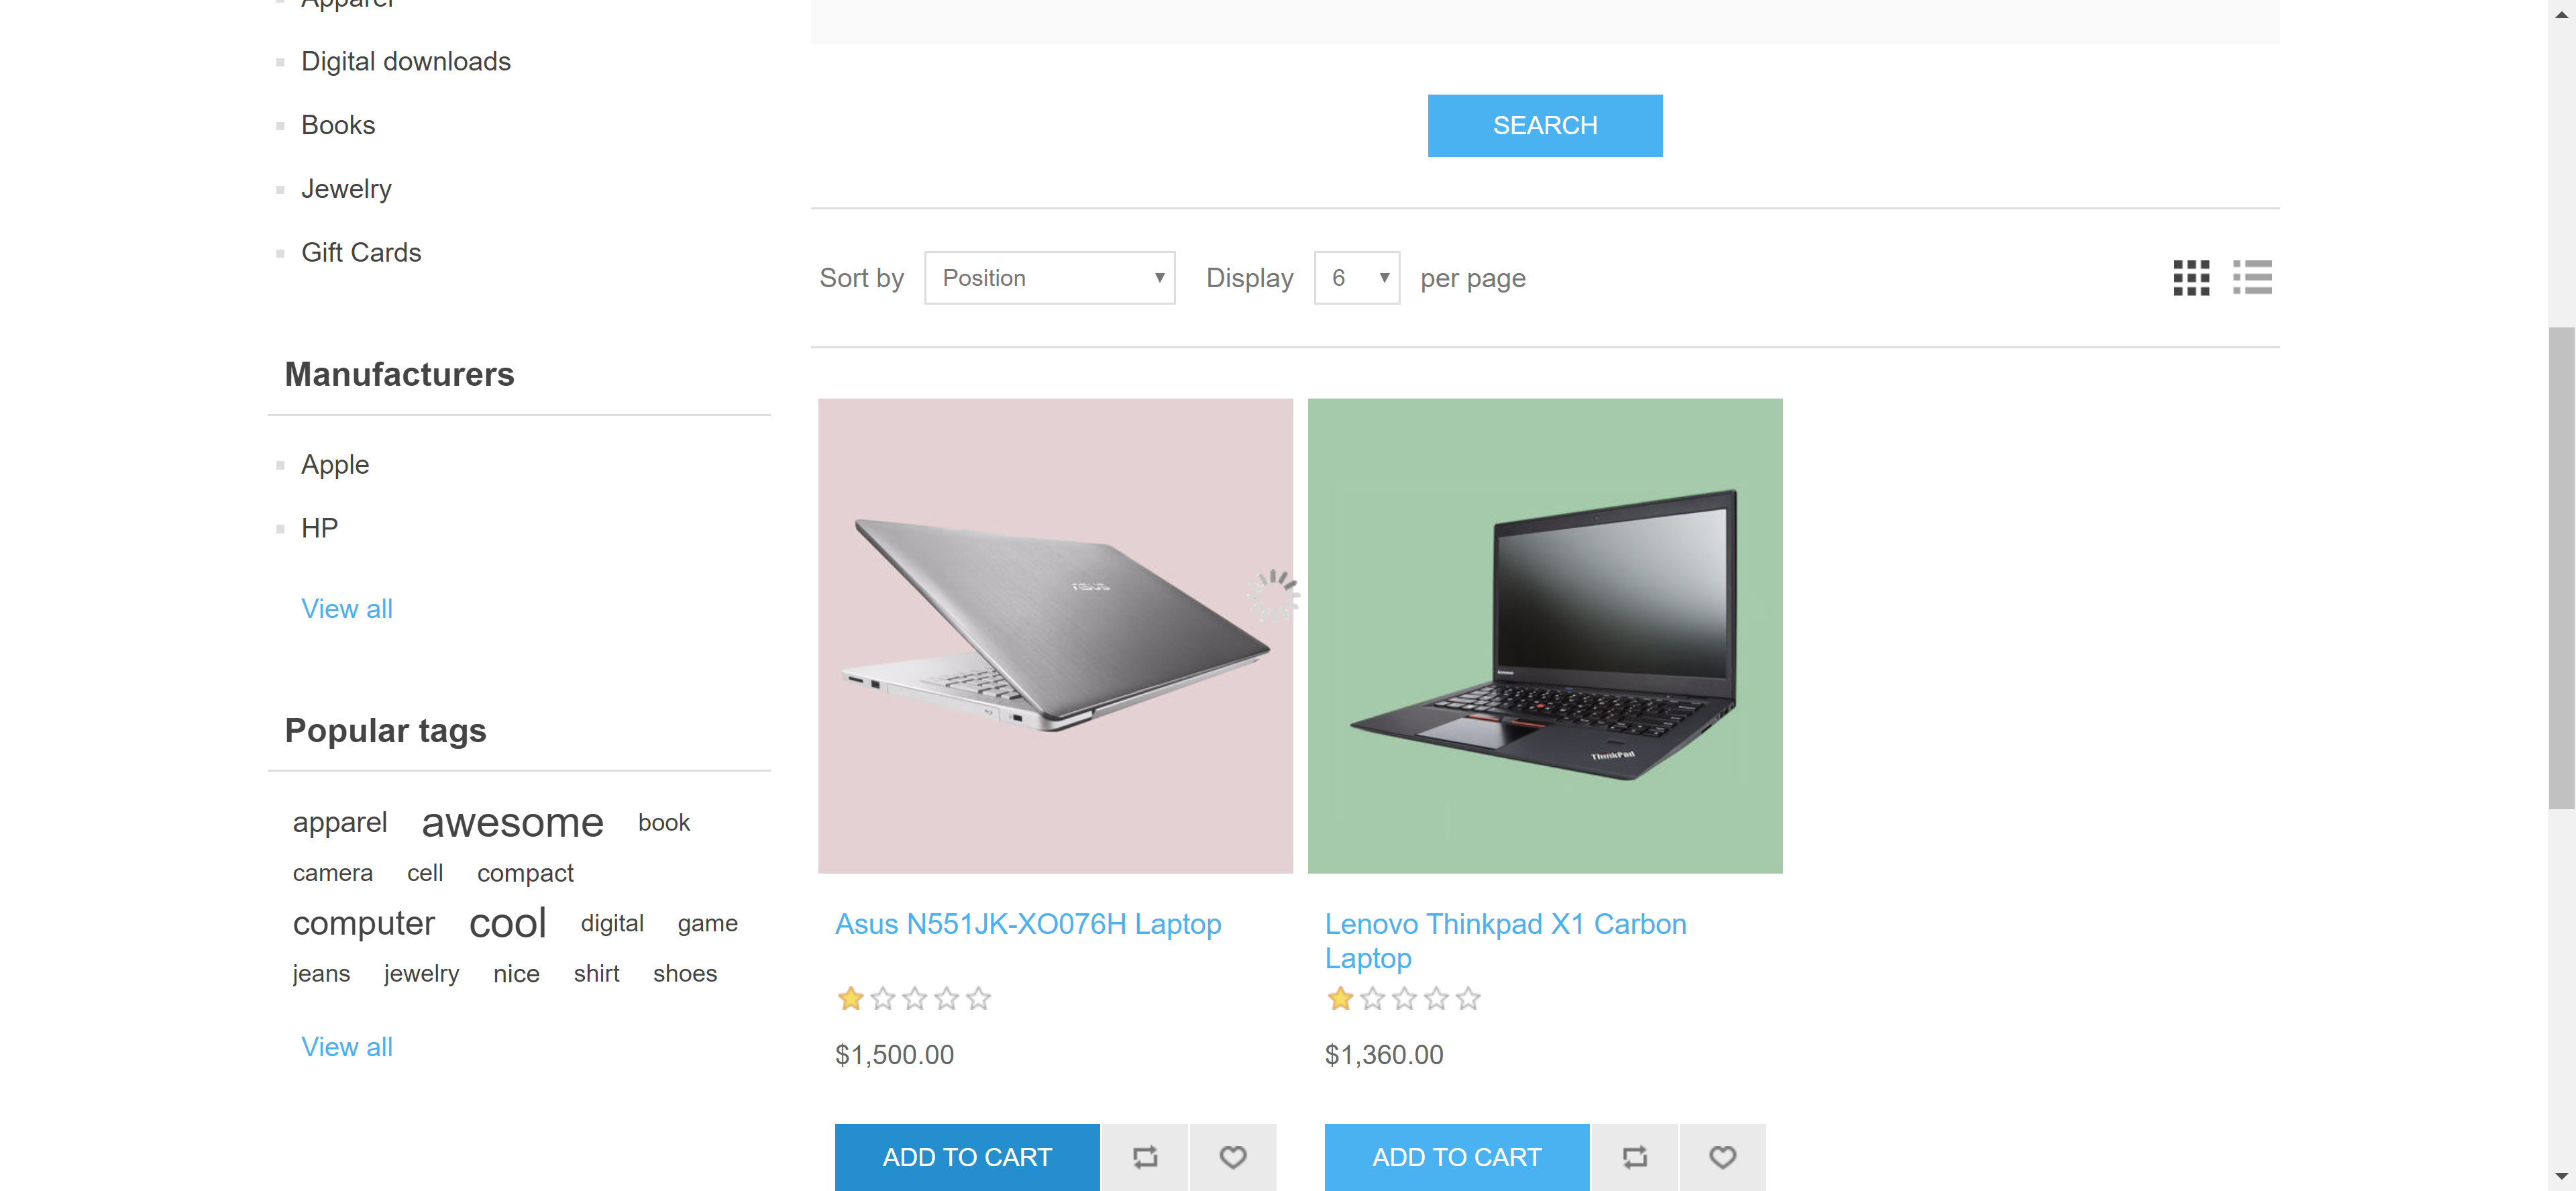 Apparel
Digital downloads
Books
Jewelry
Gift Cards
Manufacturers
Apple
HP
View all
Popular tags
apparel awesome book
camera cell compact
computer cool digital game
jeans jewelry nice shirt shoes
View all
SEARCH
Sort by Position Display 6 per page
ASUS
ThinkPad
Asus N551JK-XO076H Laptop
$1,500.00
ADD TO CART
Lenovo Thinkpad X1 Carbon
Laptop
$1,360.00
ADD TO CART